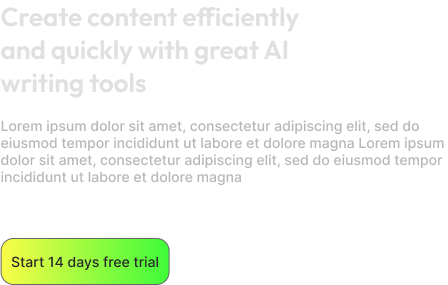 Create content efficiently
and quickly with great AI
writing tools
Lorem ipsum dolor sit amet, consectetur adipiscing elit, sed do
eiusmod tempor incididunt ut labore et dolore magna Lorem ipsum
dolor sit amet, consectetur adipiscing elit, sed do eiusmod tempor
incididunt ut labore et dolore magna
Start 14 days free trial